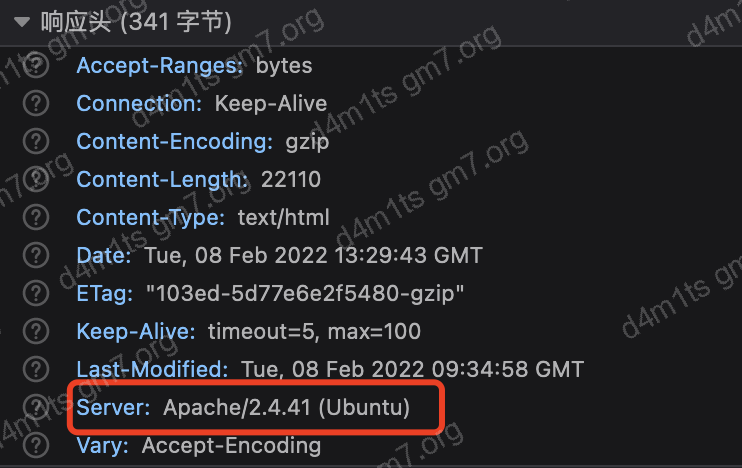 响应头 (341 字节)
Accept-Ranges: bytes
Connection: Keep-Alive
Content-Encoding: gzip
Content-Length: 22110
Content-Type: text/html
Date: Tue, 08 Feb 2022 13:29:43 GMT
ETag: "103ed-5d77e6e2f5480-gzip"
Keep-Alive: timeout=5, max=100
Last-Modified: Tue, 08 Feb 2022 09:34:58 GMT
Server: Apache/2.4.41 (Ubuntu)
Vary: Accept-Encoding
d4m1ts gm7.org